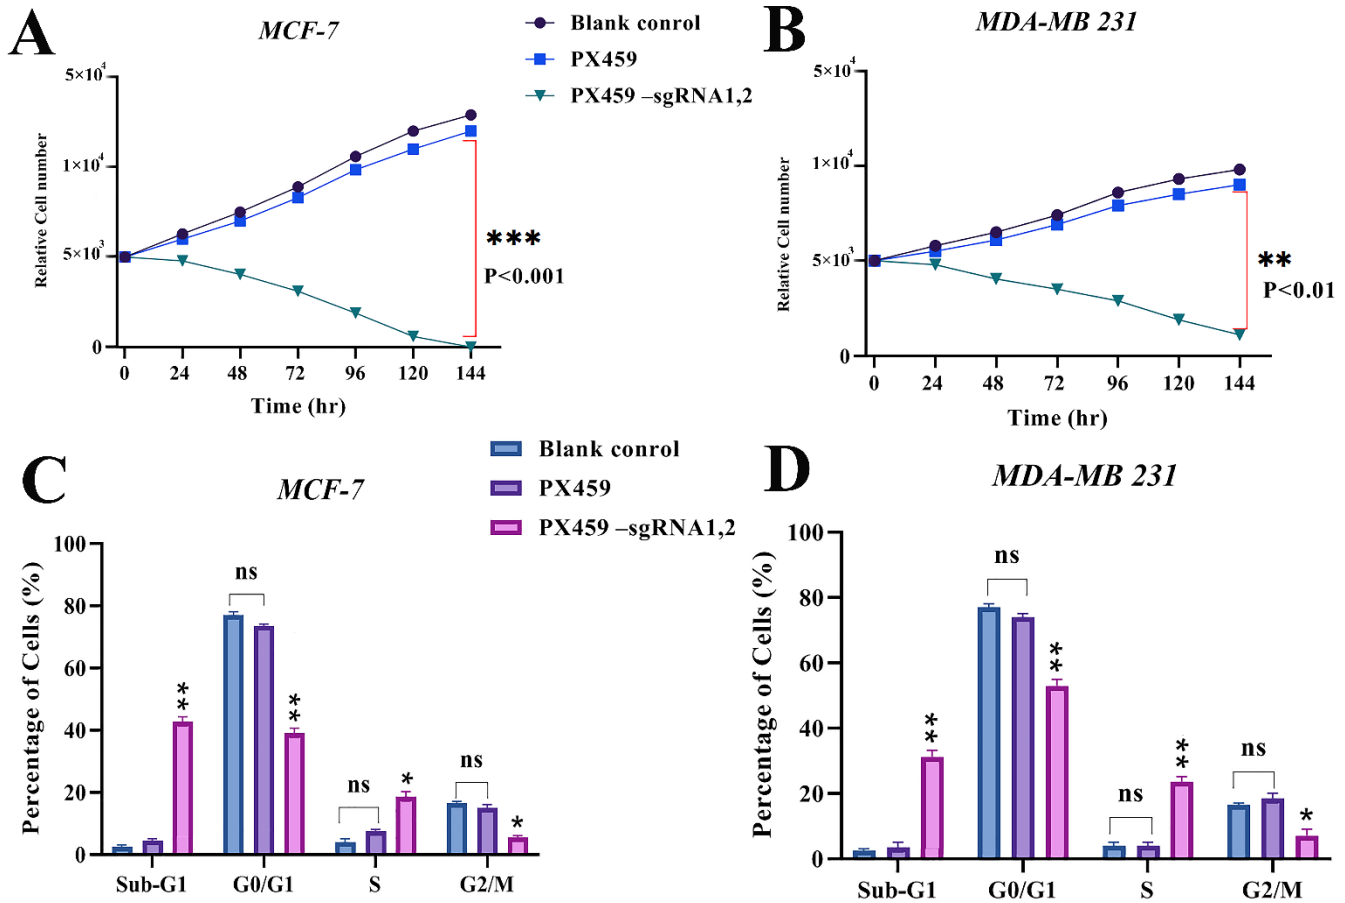 A
MCF-7
Blank conrol
PX459
PX459 –sgRNA1,2
B
MDA-MB 231
Relative Cell number
5×10⁴
1×10⁴
5×10³
0
0 24 48 72 96 120 144
Time (hr)
***
P<0.001
Relative Cell number
5×10⁴
1×10⁴
5×10³
0
0 24 48 72 96 120 144
Time (hr)
**
P<0.01
C
MCF-7
Blank conrol
PX459
PX459 –sgRNA1,2
D
MDA-MB 231
Percentage of Cells (%)
100
80
60
40
20
0
**
ns
**
ns
*
ns
*
Sub-G1 G0/G1 S G2/M
Percentage of Cells (%)
100
80
60
40
20
0
**
ns
**
ns
**
ns
*
Sub-G1 G0/G1 S G2/M